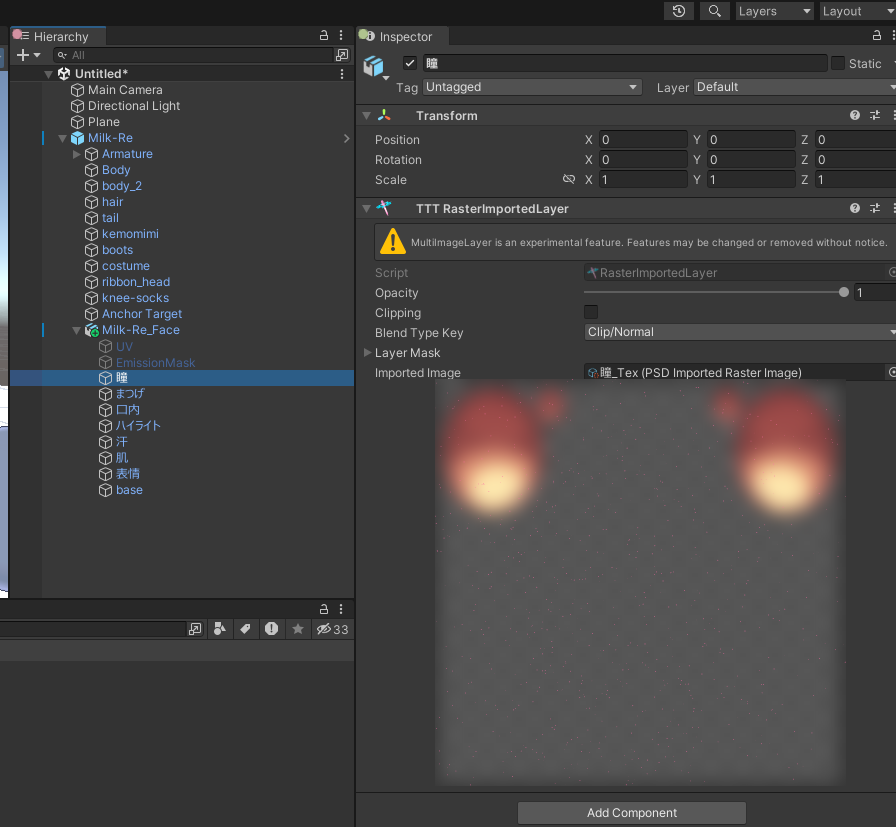 Layers
Layout
Hierarchy
All
Untitled*
Main Camera
Directional Light
Plane
Milk-Re
Armature
Body
body_2
hair
tail
kemomimi
boots
costume
ribbon_head
knee-socks
Anchor Target
Milk-Re_Face
UV
EmissionMask
瞳
まつげ
口内
ハイライト
汗
肌
表情
base
33
Inspector
瞳
Static
Tag Untagged
Layer Default
Transform
Position X 0 Y 0 Z 0
Rotation X 0 Y 0 Z 0
Scale X 1 Y 1 Z 1
TTT RasterImportedLayer
MultiImageLayer is an experimental feature. Features may be changed or removed without notice.
Script RasterImportedLayer
Opacity 1
Clipping
Blend Type Key Clip/Normal
Layer Mask
Imported Image 瞳_Tex (PSD Imported Raster Image)
Add Component